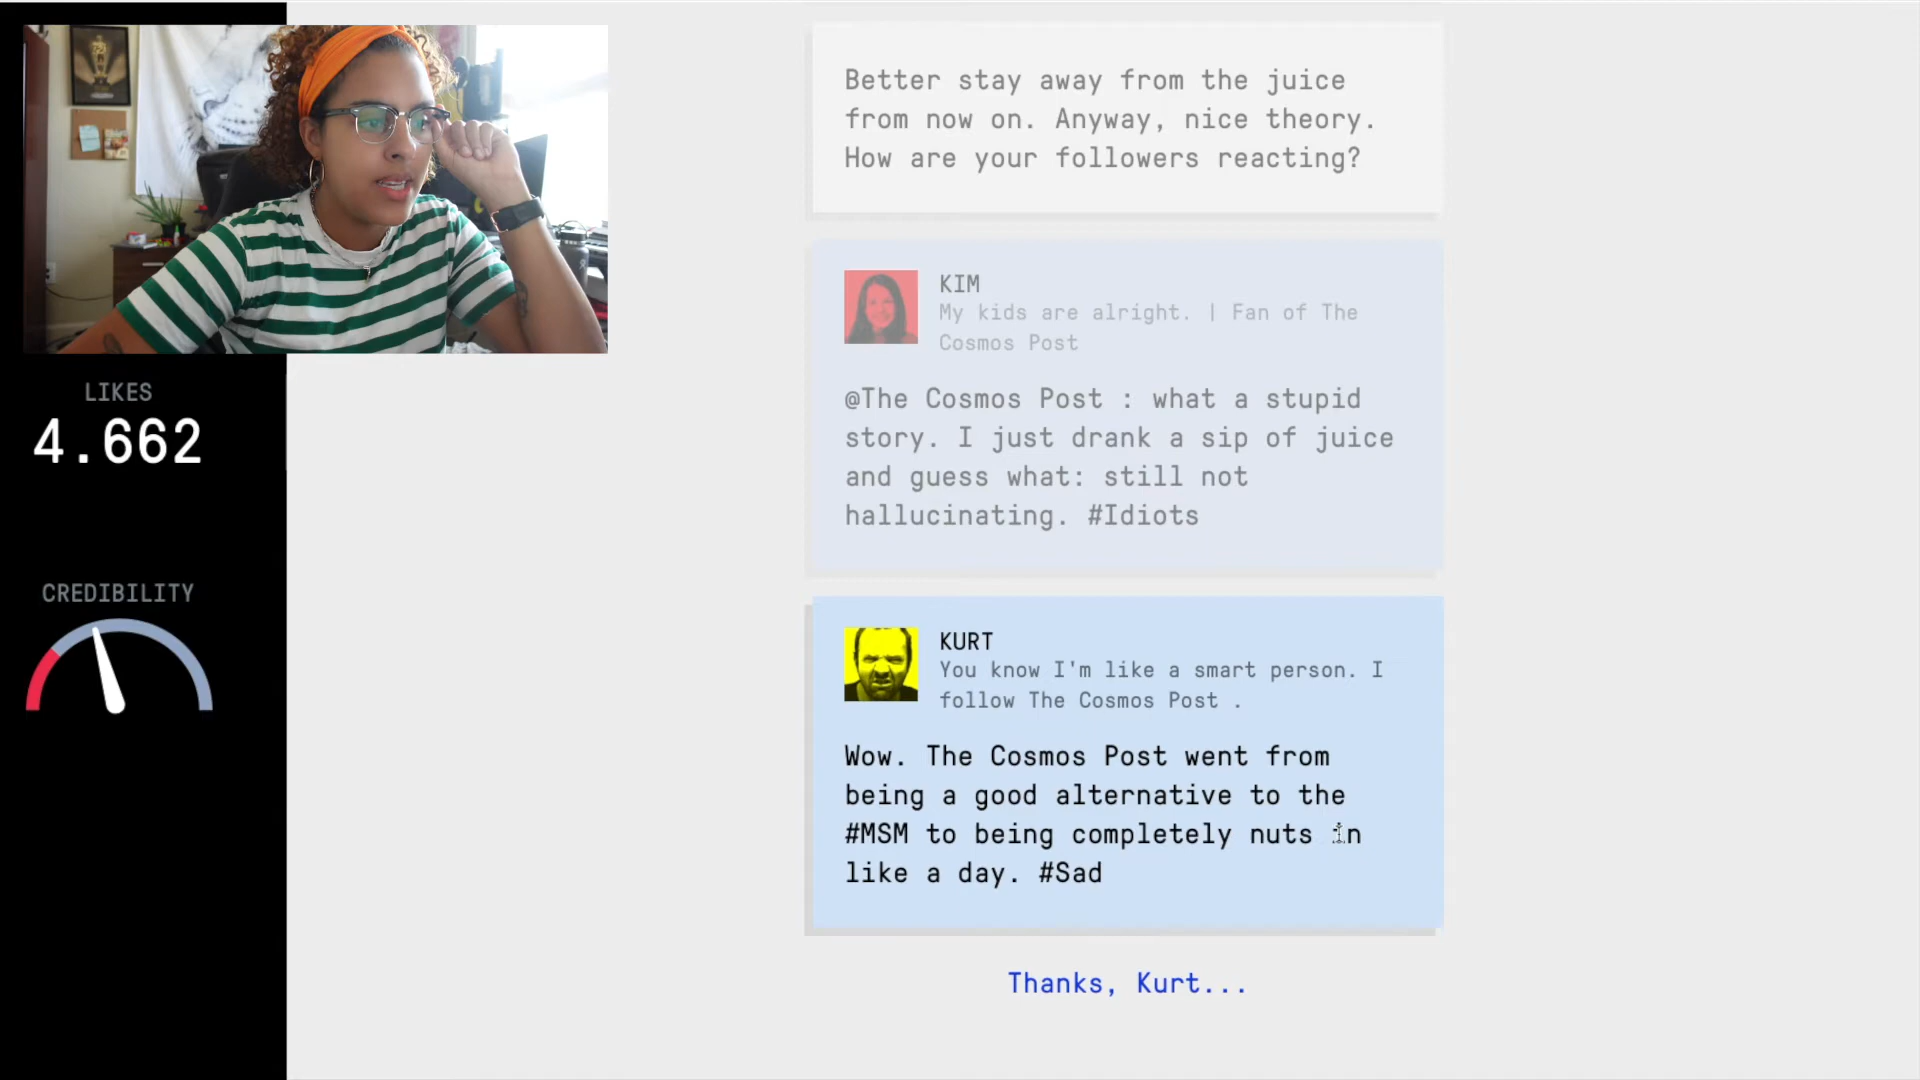 LIKES
4.662
CREDIBILITY
Better stay away from the juice
from now on. Anyway, nice theory.
How are your followers reacting?
KIM
My kids are alright. | Fan of The
Cosmos Post
@The Cosmos Post : what a stupid
story. I just drank a sip of juice
and guess what: still not
hallucinating. #Idiots
KURT
You know I'm like a smart person. I
follow The Cosmos Post .
Wow. The Cosmos Post went from
being a good alternative to the
#MSM to being completely nuts in
like a day. #Sad
Thanks, Kurt...